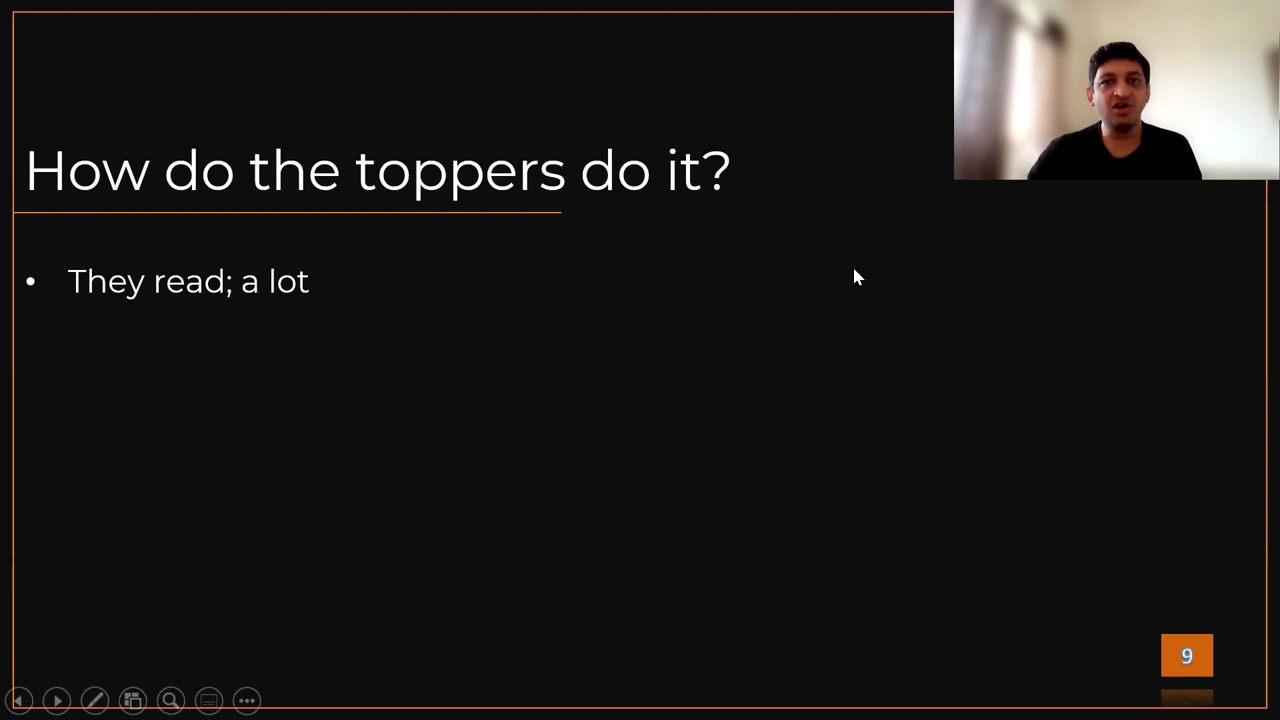 How do the toppers do it?
• They read; a lot
9